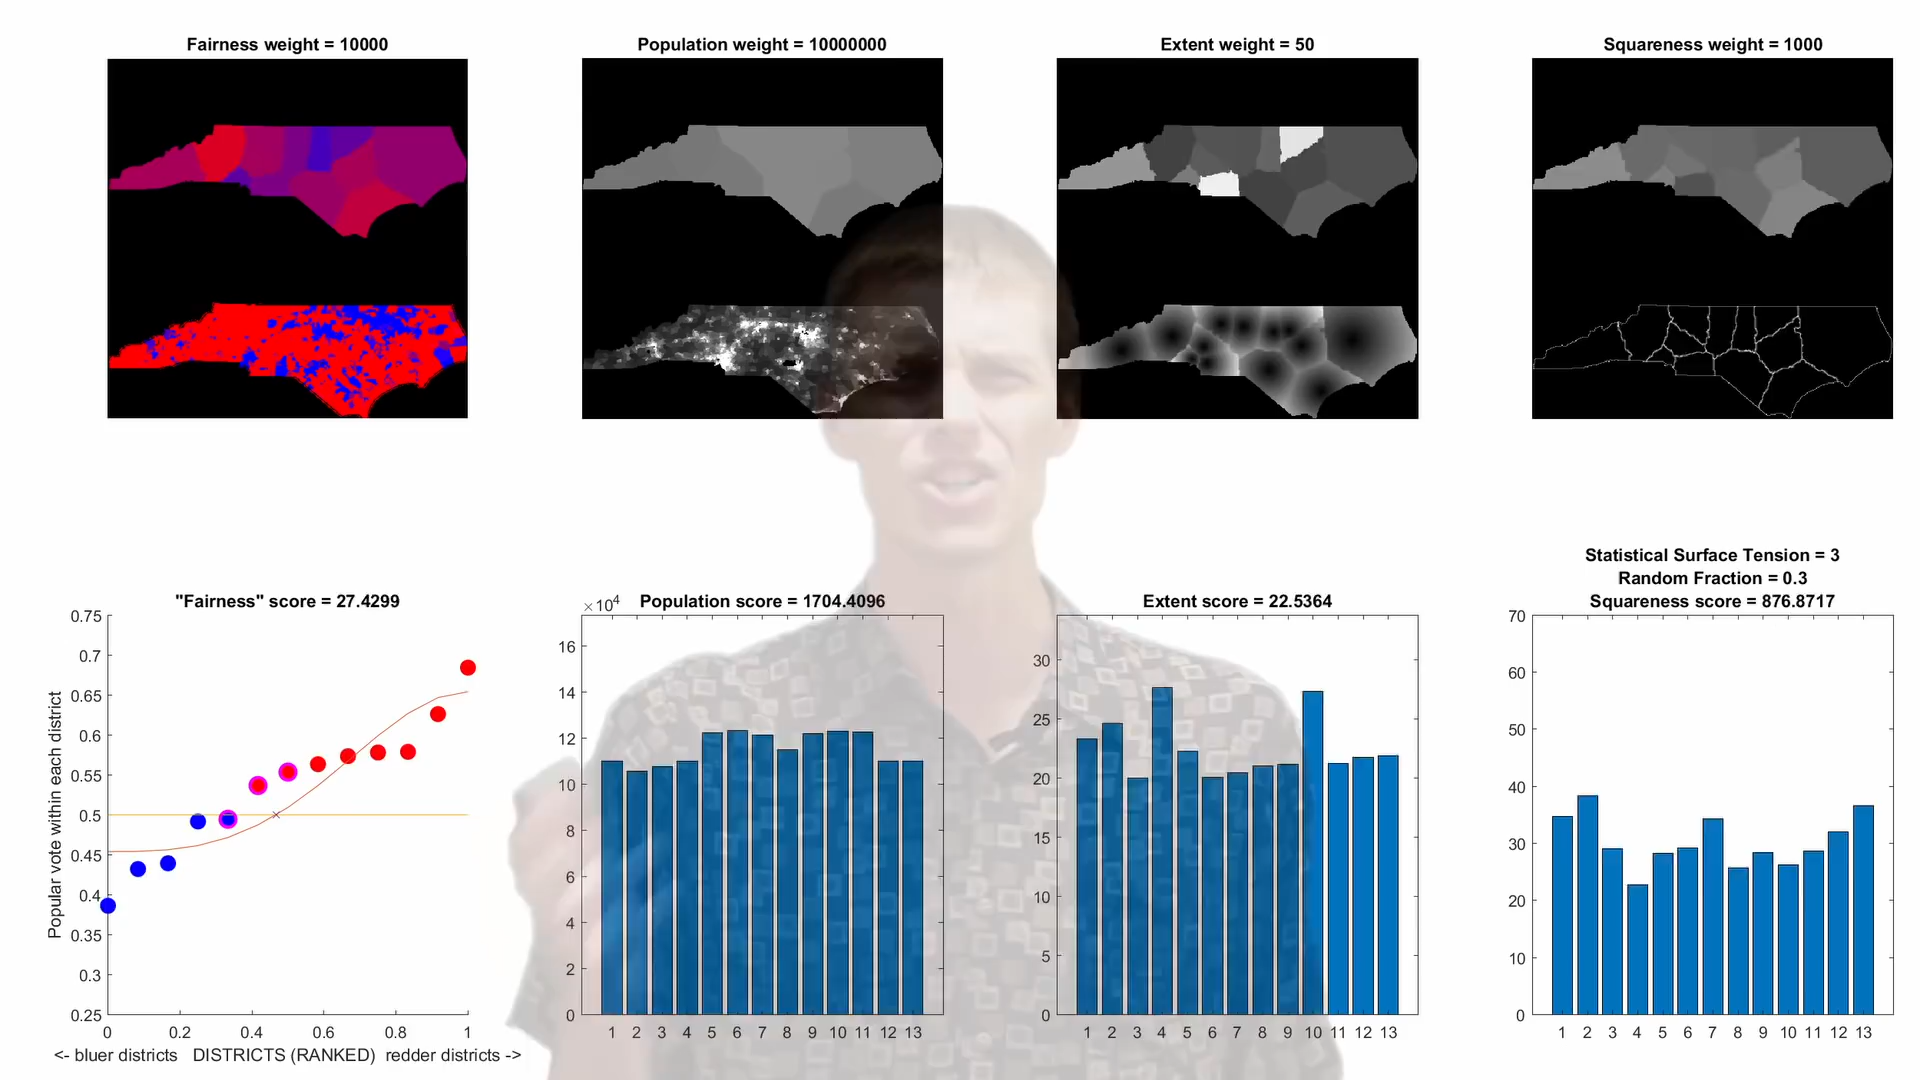 Fairness weight = 10000
Population weight = 10000000
Extent weight = 50
Squareness weight = 1000
"Fairness" score = 27.4299
0.75
0.7
0.65
0.6
0.55
0.5
0.45
0.4
0.35
0.3
0.25
Popular vote within each district
0 0.2 0.4 0.6 0.8 1
<- bluer districts DISTRICTS (RANKED) redder districts ->
×10⁴
Population score = 1704.4096
16
14
12
10
8
6
4
2
0
1 2 3 4 5 6 7 8 9 10 11 12 13
Extent score = 22.5364
30
25
20
15
10
5
0
1 2 3 4 5 6 7 8 9 10 11 12 13
Statistical Surface Tension = 3
Random Fraction = 0.3
Squareness score = 876.8717
70
60
50
40
30
20
10
0
1 2 3 4 5 6 7 8 9 10 11 12 13